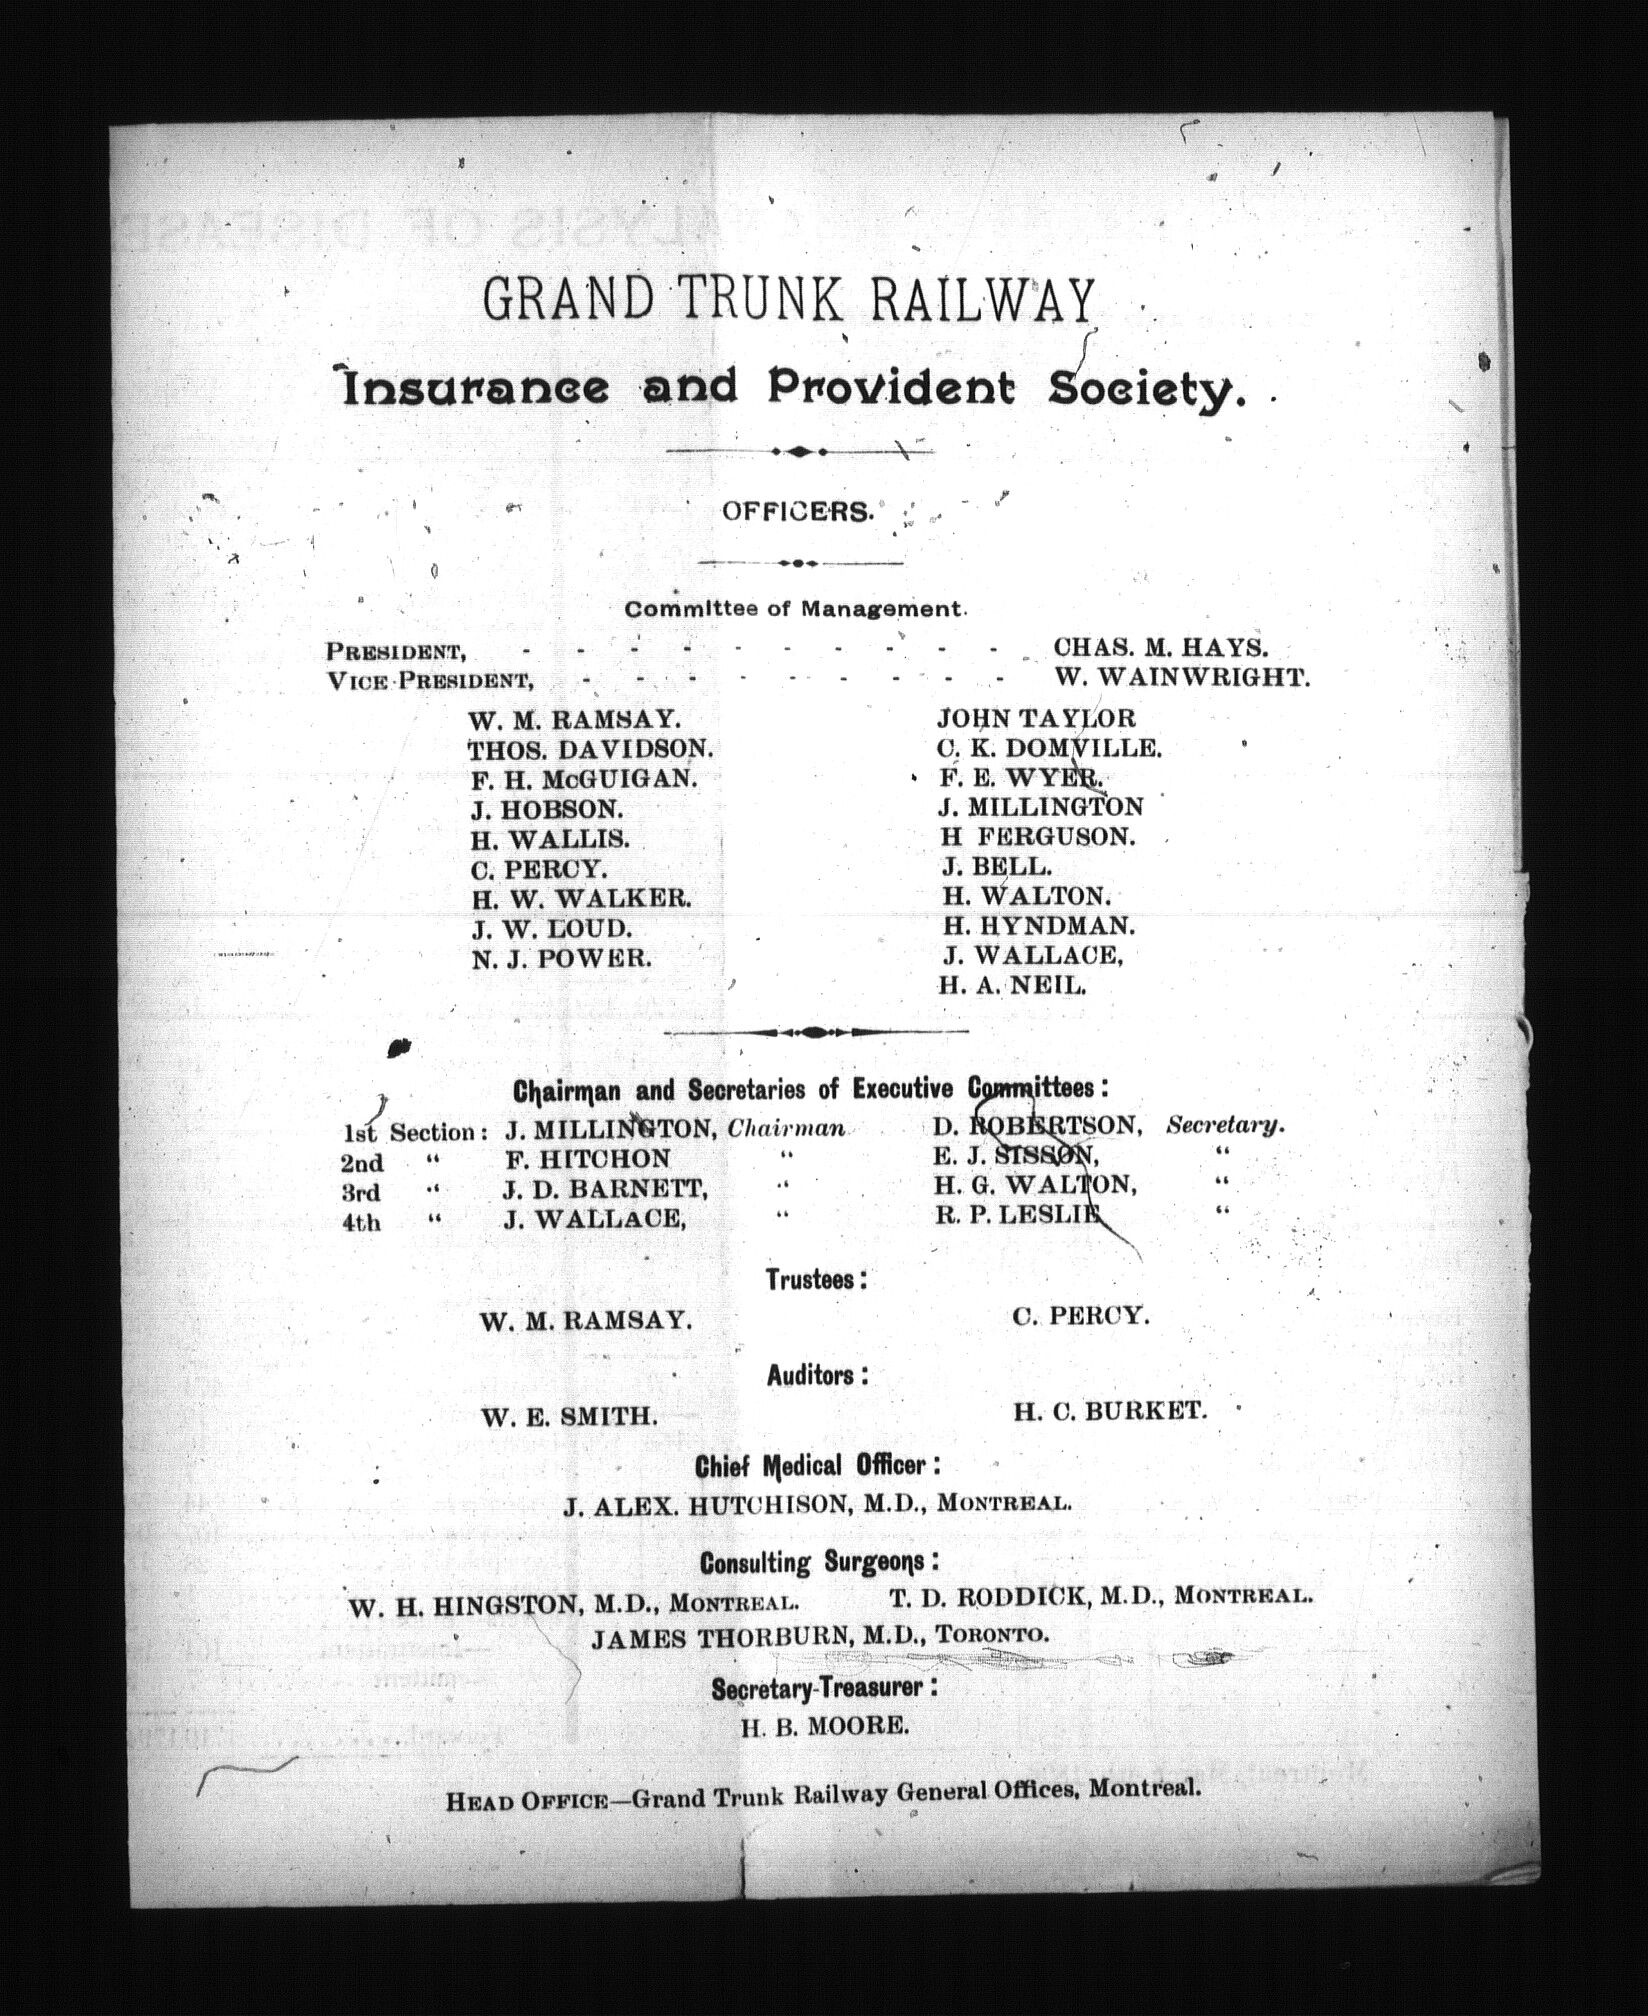 GRAND TRUNK RAILWAY
Insurance and Provident Society.
OFFICERS.
Committee of Management.
PRESIDENT, - - - - - - - - - - CHAS. M. HAYS.
VICE-PRESIDENT, - - - - - - - - - W. WAINWRIGHT.
W. M. RAMSAY. JOHN TAYLOR
THOS. DAVIDSON. C. K. DOMVILLE.
F. H. McGUIGAN. F. E. WYER.
J. HOBSON. J. MILLINGTON
H. WALLIS. H FERGUSON.
C. PERCY. J. BELL.
H. W. WALKER. H. WALTON.
J. W. LOUD. H. HYNDMAN.
N. J. POWER. J. WALLACE,
H. A. NEIL.
Chairman and Secretaries of Executive Committees:
1st Section: J. MILLINGTON, Chairman D. ROBERTSON, Secretary.
2nd " F. HITCHON " E. J. SISSON, "
3rd " J. D. BARNETT, " H. G. WALTON, "
4th " J. WALLACE, " R. P. LESLIE "
Trustees:
W. M. RAMSAY. C. PERCY.
Auditors:
W. E. SMITH. H. C. BURKET.
Chief Medical Officer:
J. ALEX. HUTCHISON, M.D., MONTREAL.
Consulting Surgeons:
W. H. HINGSTON, M.D., MONTREAL. T. D. RODDICK, M.D., MONTREAL.
JAMES THORBURN, M.D., TORONTO.
Secretary-Treasurer:
H. B. MOORE.
HEAD OFFICE—Grand Trunk Railway General Offices, Montreal.